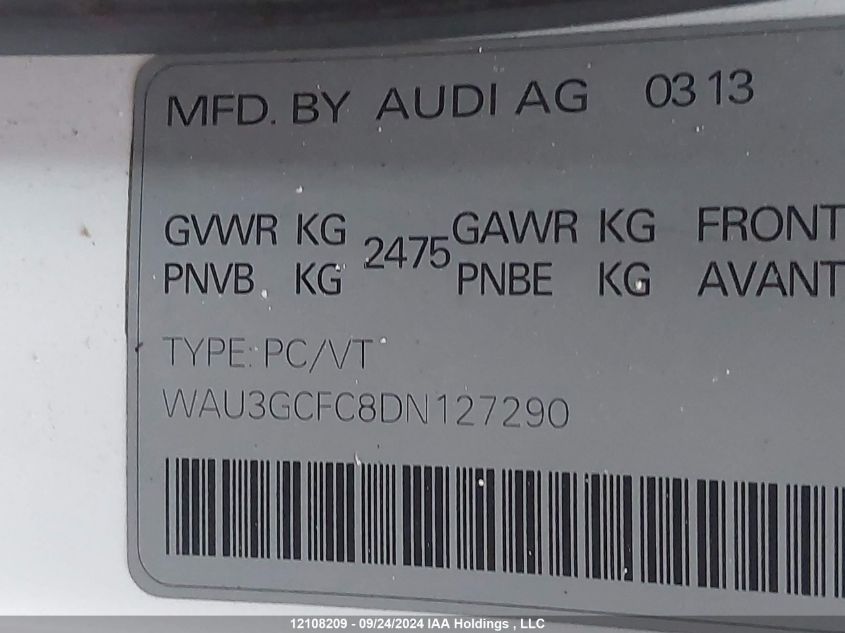 MFD. BY AUDI AG 03 13
GVWR KG 2475 GAWR KG FRONT
PNVB KG PNBE KG AVANT
TYPE: PC/VT
WAU3GCFC8DN127290
12108209 - 09/24/2024 IAA Holdings , LLC